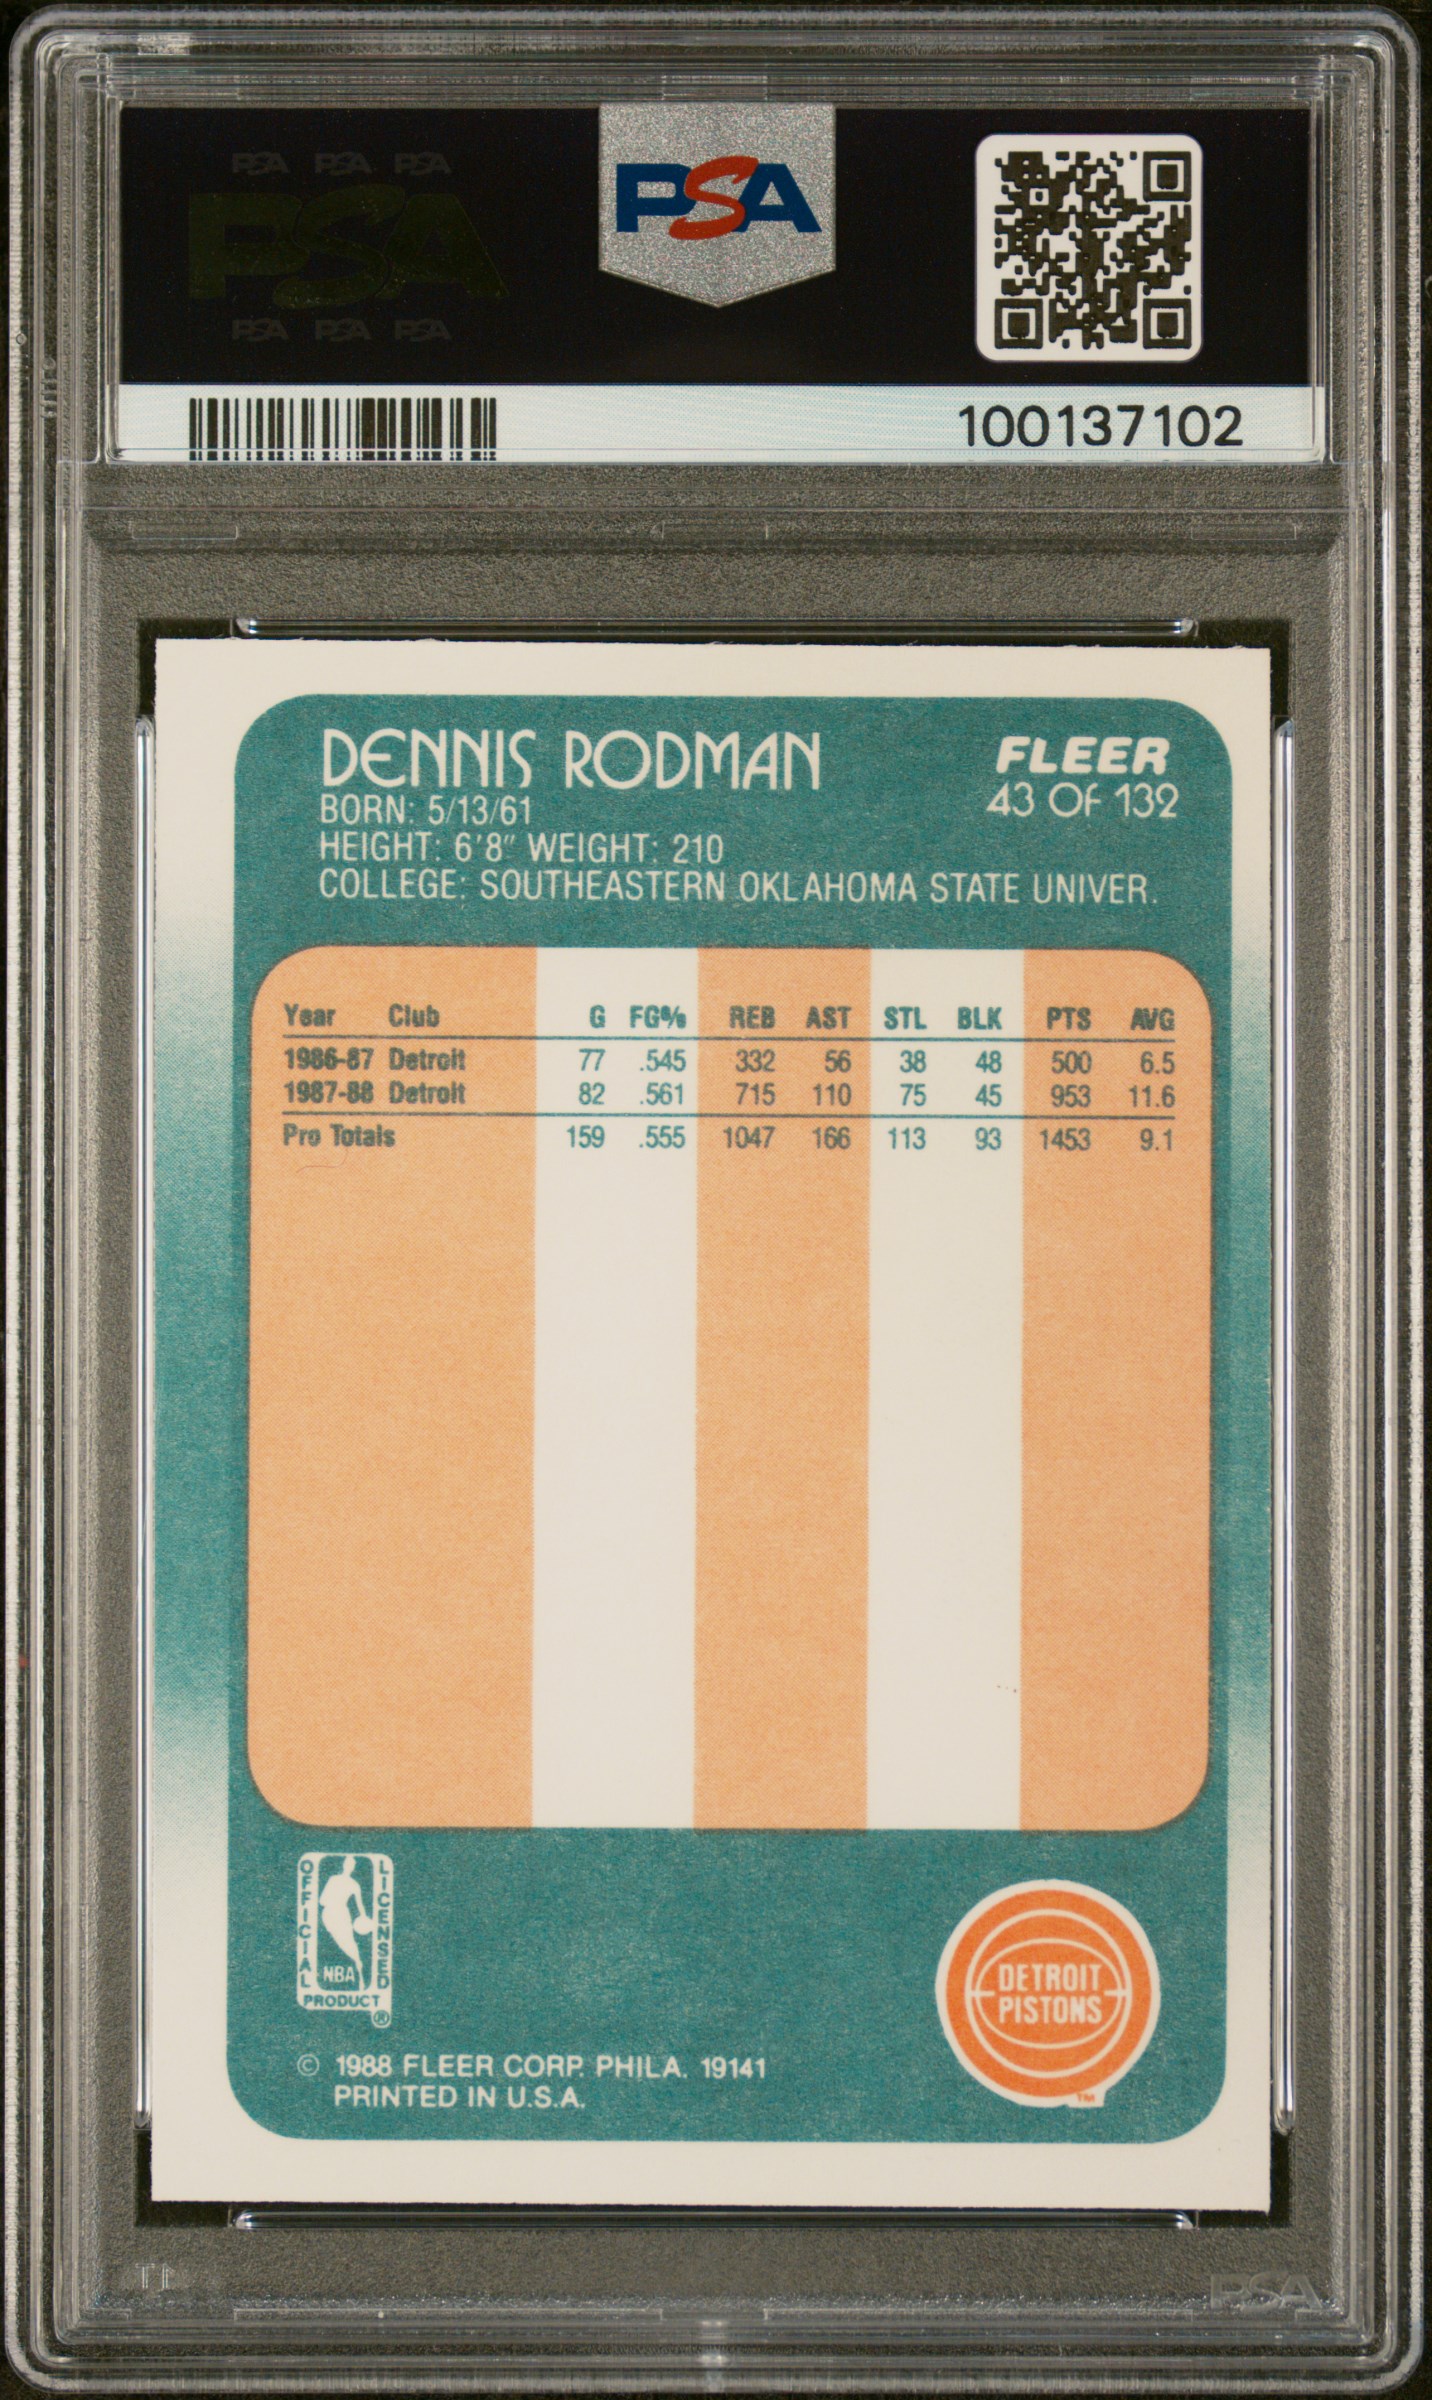 PSA PSA PSA
PSA
PSA PSA PSA
PSA
100137102
DENNIS RODMAN
FLEER
43 OF 132
BORN: 5/13/61
HEIGHT: 6'8" WEIGHT: 210
COLLEGE: SOUTHEASTERN OKLAHOMA STATE UNIVER.
Year Club G FG% REB AST STL BLK PTS AVG
1986-87 Detroit 77 .545 332 56 38 48 500 6.5
1987-88 Detroit 82 .561 715 110 75 45 953 11.6
Pro Totals 159 .555 1047 166 113 93 1453 9.1
OFFICIAL LICENSED
NBA
PRODUCT
®
DETROIT
PISTONS
TM
© 1988 FLEER CORP. PHILA. 19141
PRINTED IN U.S.A.
PSA